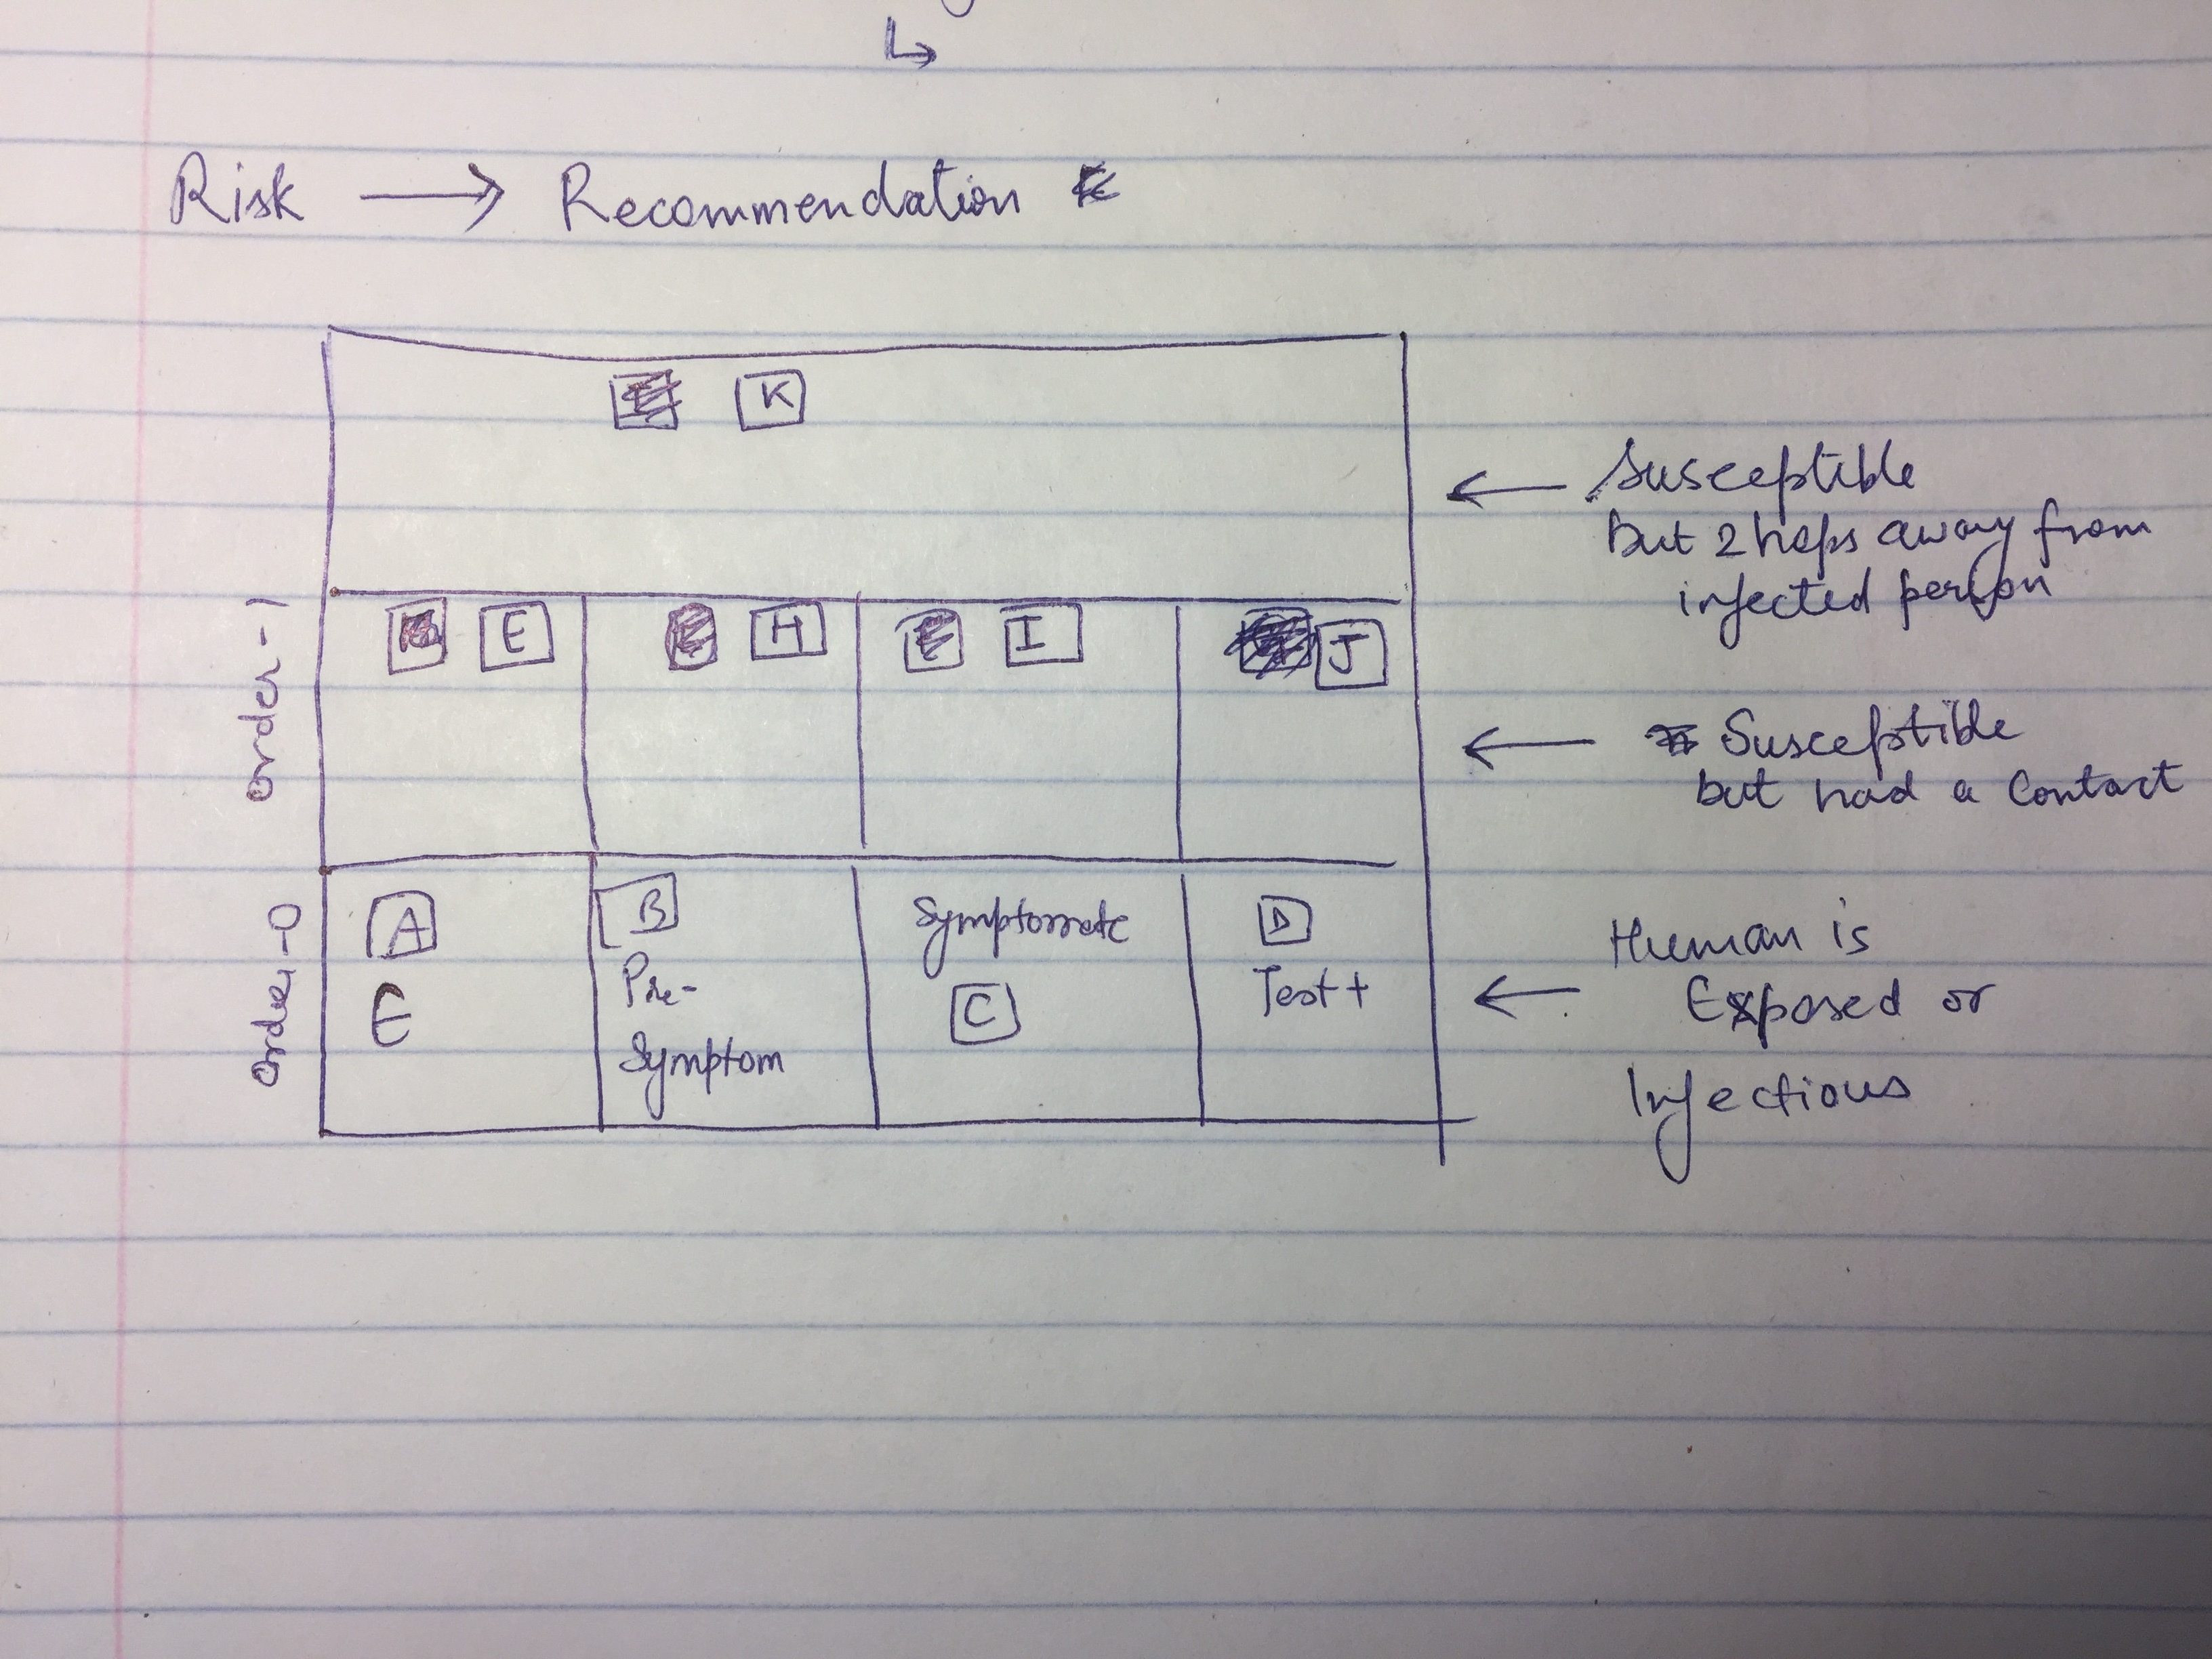 Risk → Recommendation
K
Susceptible
but 2 hops away from
infected person
order-1
E
H
I
J
Susceptible
but had a contact
order-0
A
E
B
Pre-
Symptom
Symptomatc
C
D
Test +
Human is
Exposed or
Infectious